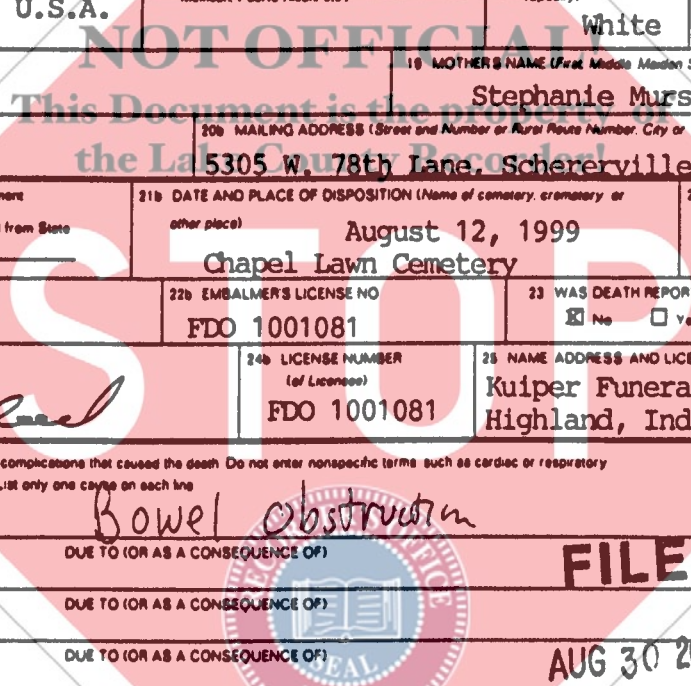 U.S.A.
White
NOT OFFICIAL
19 MOTHER'S NAME (First Middle Maiden S
This Document is the property of
Stephanie Murs
20b MAILING ADDRESS (Street and Number or Rural Route Number, City or
the Lake County Recorder!
5305 W. 78th Lane, Schererville
21b DATE AND PLACE OF DISPOSITION (Name of cemetery, crematory or
other place)
from State
August 12, 1999
Chapel Lawn Cemetery
STOP
22b EMBALMER'S LICENSE NO
23 WAS DEATH REPOR
No
FDO 1001081
24b LICENSE NUMBER
(of Licensee)
25 NAME ADDRESS AND LICE
FDO 1001081
Kuiper Funera
Highland, Ind
complications that caused the death Do not enter nonspecific terms such as cardiac or respiratory
List only one cause on each line
Bowel Obstruction
DUE TO (OR AS A CONSEQUENCE OF)
FILE
DUE TO (OR AS A CONSEQUENCE OF)
DUE TO (OR AS A CONSEQUENCE OF)
SEAL
AUG 30 2